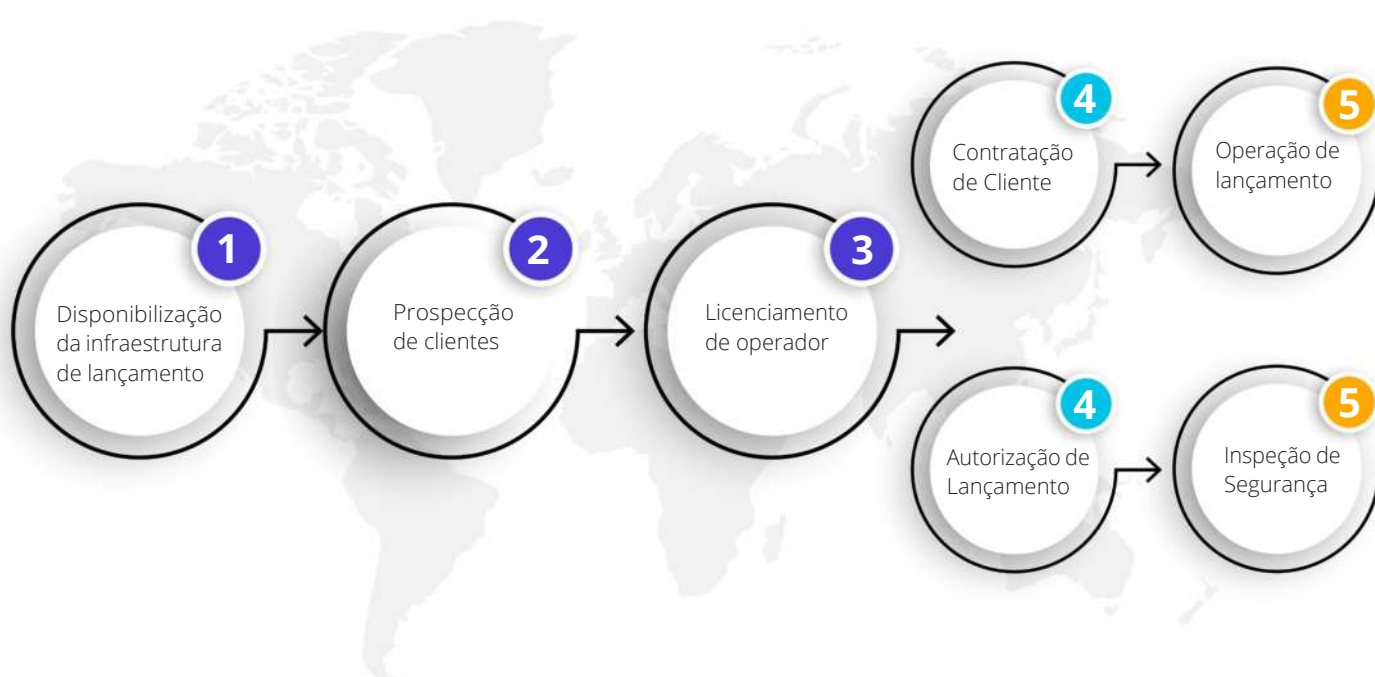 1
Disponibilização
da infraestrutura
de lançamento
2
Prospecção
de clientes
3
Licenciamento
de operador
4
Contratação
de Cliente
5
Operação de
lançamento
4
Autorização de
Lançamento
5
Inspeção de
Segurança